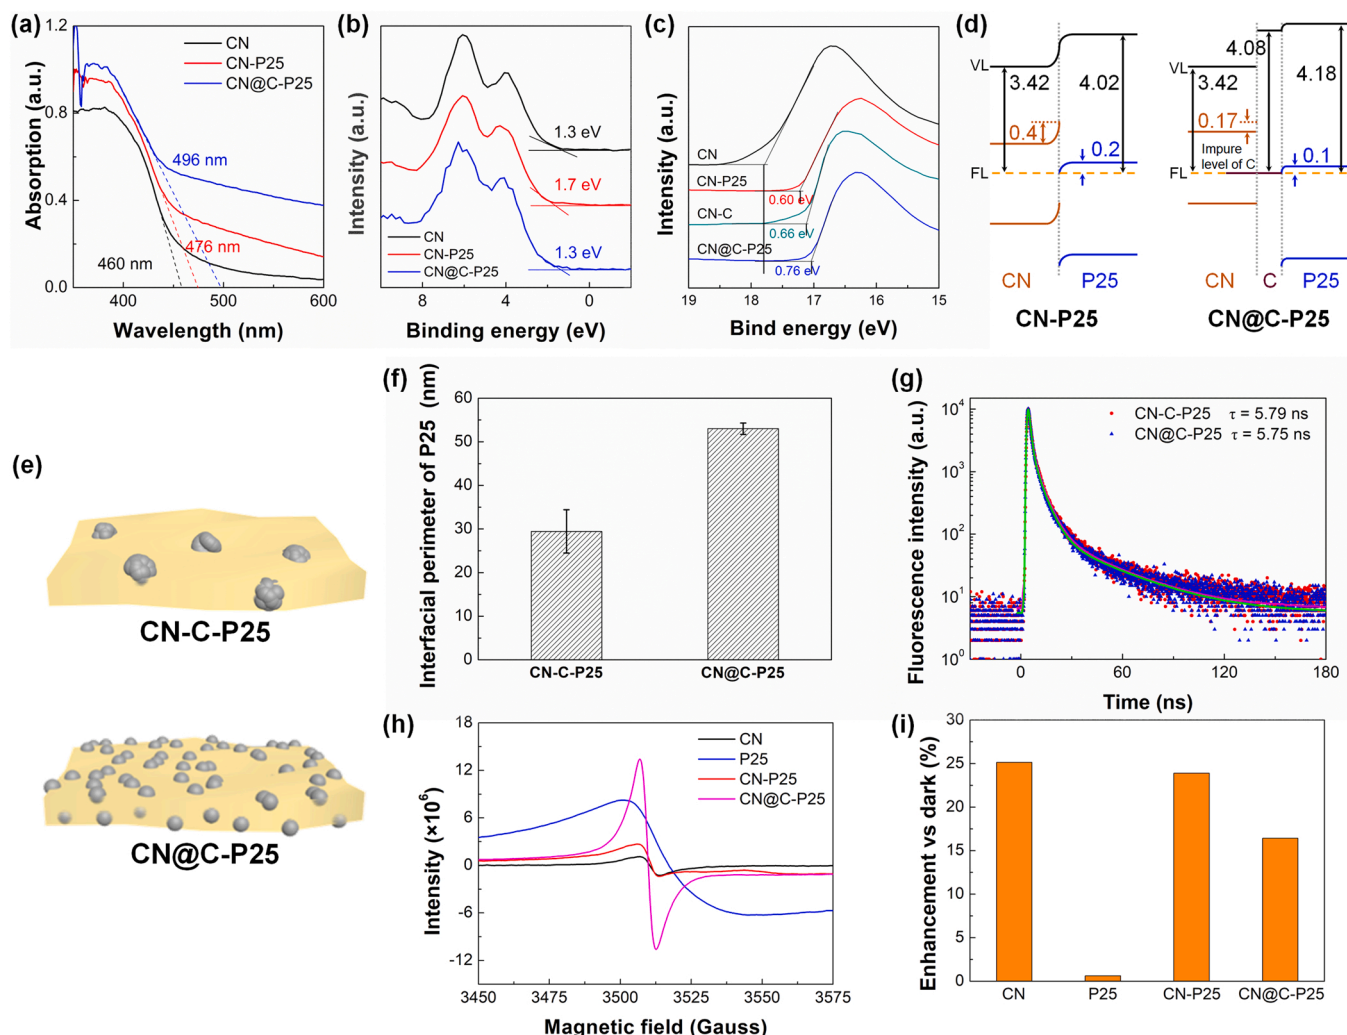 (a)
Absorption (a.u.)
1.2
0.8
0.4
0.0
CN
CN-P25
CN@C-P25
496 nm
476 nm
460 nm
400
500
600
Wavelength (nm)
(b)
Intensity (a.u.)
1.3 eV
1.7 eV
1.3 eV
CN
CN-P25
CN@C-P25
8
4
0
Binding energy (eV)
(c)
Intensity (a.u.)
CN
CN-P25
0.60 eV
CN-C
0.66 eV
CN@C-P25
0.76 eV
19
18
17
16
15
Bind energy (eV)
(d)
VL
3.42
4.02
0.4
0.2
FL
CN
P25
CN-P25
VL
4.08
3.42
4.18
0.17
Impure
level of C
0.1
FL
CN
C
P25
CN@C-P25
(e)
CN-C-P25
CN@C-P25
(f)
Interfacial perimeter of P25 (nm)
60
50
40
30
20
10
0
CN-C-P25
CN@C-P25
(g)
Fluorescence intensity (a.u.)
10⁴
10³
10²
10¹
10⁰
CN-C-P25 τ = 5.79 ns
CN@C-P25 τ = 5.75 ns
0
60
120
180
Time (ns)
(h)
Intensity (×10⁶)
18
12
6
0
-6
-12
CN
P25
CN-P25
CN@C-P25
3450
3475
3500
3525
3550
3575
Magnetic field (Gauss)
(i)
Enhancement vs dark (%)
30
25
20
15
10
5
0
CN
P25
CN-P25
CN@C-P25